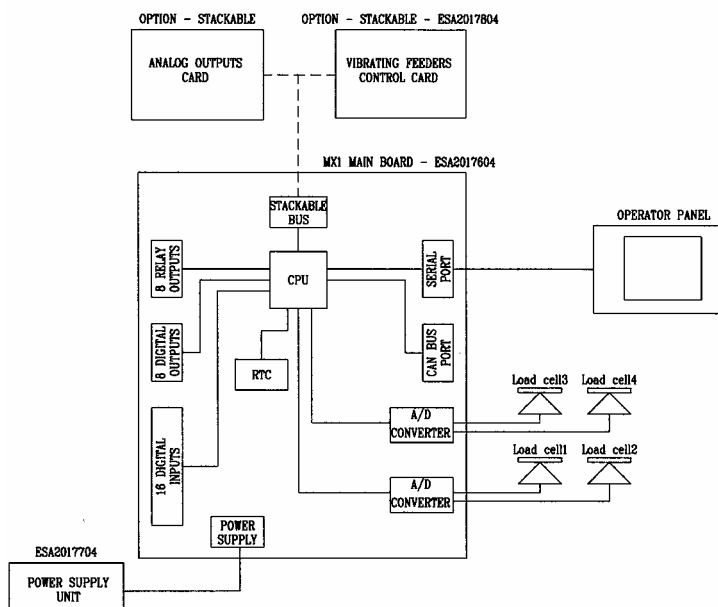 OPTION - STACKABLE
OPTION - STACKABLE - ESA2017804
ANALOG OUTPUTS
CARD
VIBRATING FEEDERS
CONTROL CARD
MX1 MAIN BOARD - ESA2017604
STACKABLE
BUS
OPERATOR PANEL
8 RELAY
OUTPUTS
CPU
SERIAL
PORT
8 DIGITAL
OUTPUTS
RTC
CAN BUS
PORT
Load cell3
Load cell4
A/D
CONVERTER
16 DIGITAL
INPUTS
Load cell1
Load cell2
A/D
CONVERTER
POWER
SUPPLY
ESA2017704
POWER SUPPLY
UNIT